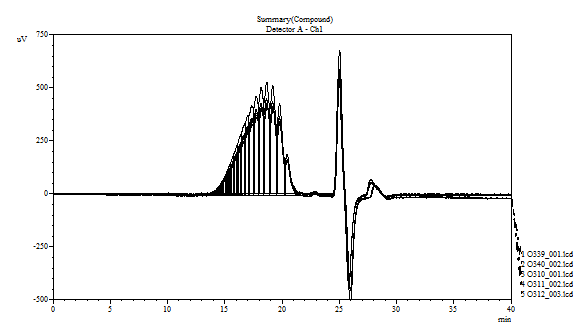 Summary(Compound)
Detector A - Ch1
uV
750
500
250
0
-250
-500
0
5
10
15
20
25
30
35
40
min
1 O339_001.lcd
2 O340_002.lcd
3 O310_001.lcd
4 O311_002.lcd
5 O312_003.lcd